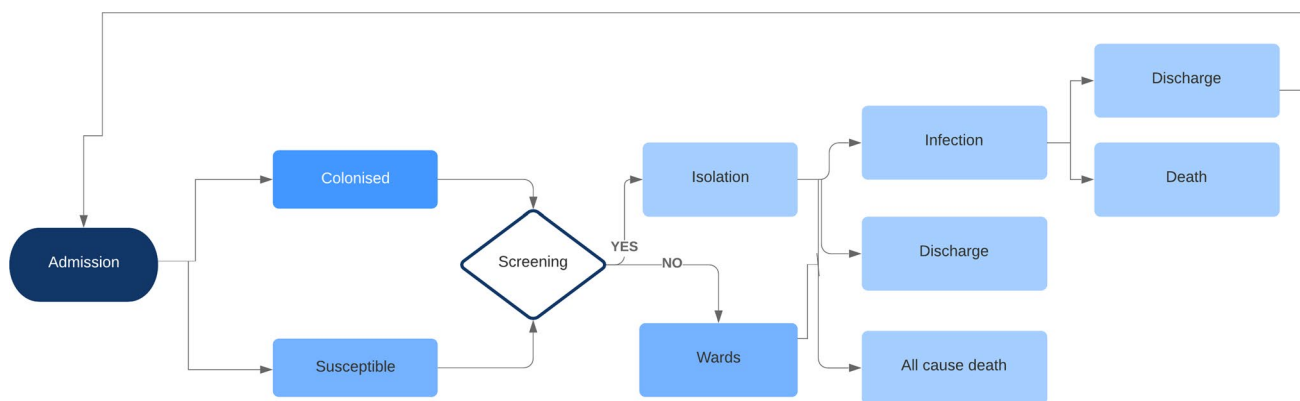 Discharge
Infection
Colonised
Isolation
Death
YES
Admission
Screening
NO
Discharge
Wards
Susceptible
All cause death